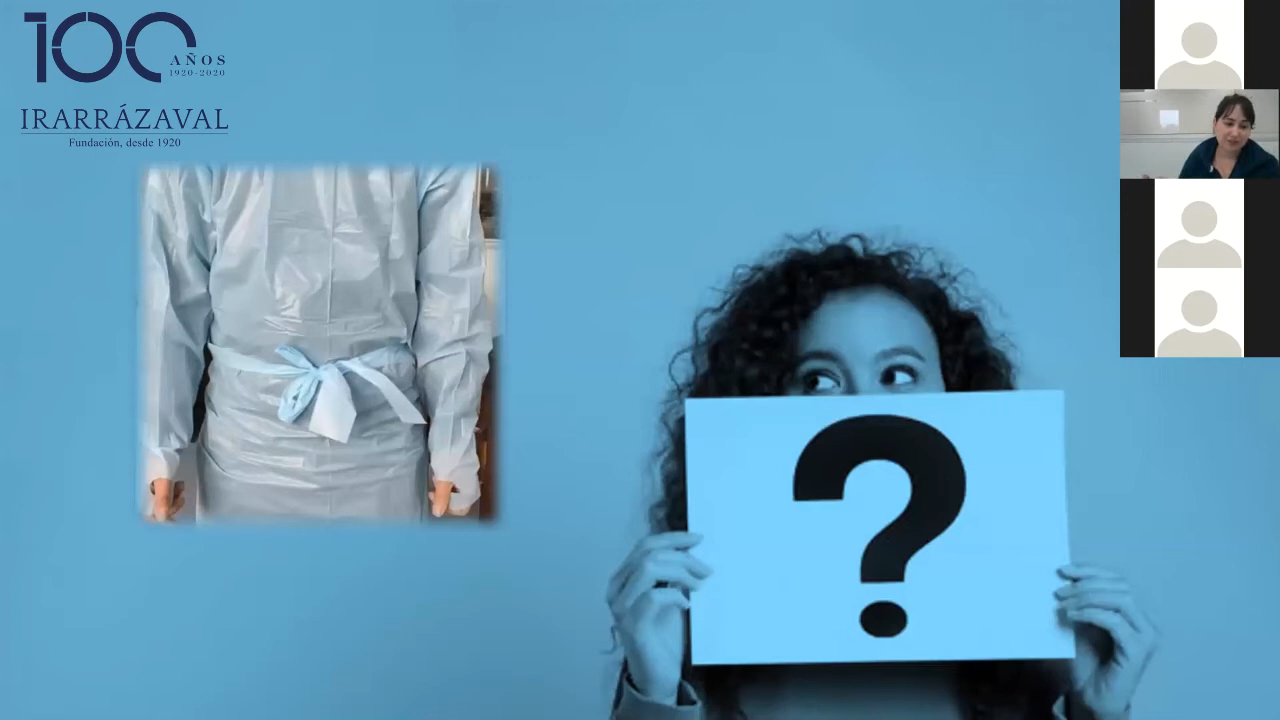 100
AÑOS
1920-2020
IRARRÁZAVAL
Fundación, desde 1920
?